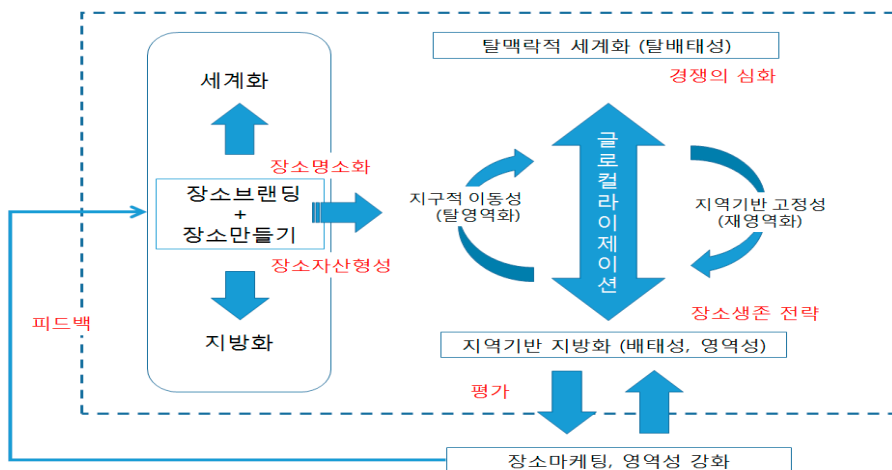 탈맥락적 세계화 (탈배태성)
경쟁의 심화
세계화
장소명소화
장소브랜딩
+
장소만들기
장소자산형성
지방화
피드백
지구적 이동성
(탈영역화)
글로컬라이제이션
지역기반 고정성
(재영역화)
장소생존 전략
지역기반 지방화 (배태성, 영역성)
평가
장소마케팅, 영역성 강화